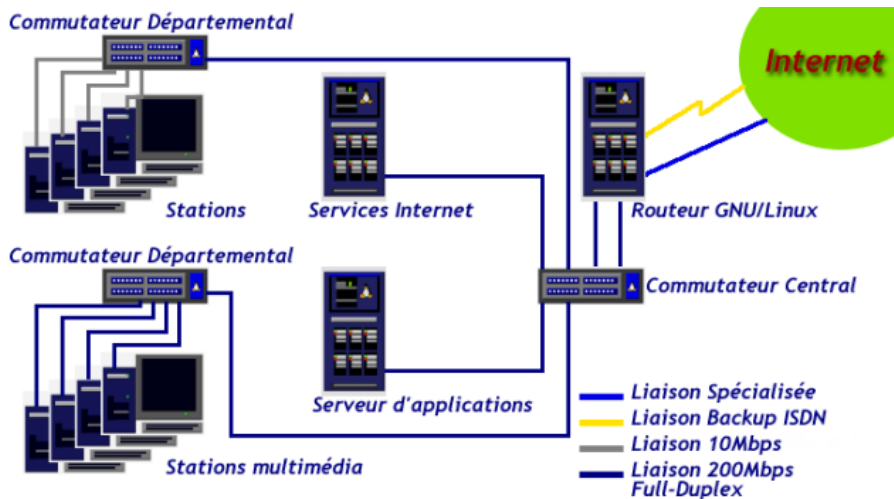 Commutateur Départemental
Internet
Stations
Services Internet
Routeur GNU/Linux
Commutateur Départemental
Commutateur Central
Serveur d'applications
Stations multimédia
Liaison Spécialisée
Liaison Backup ISDN
Liaison 10Mbps
Liaison 200Mbps
Full-Duplex